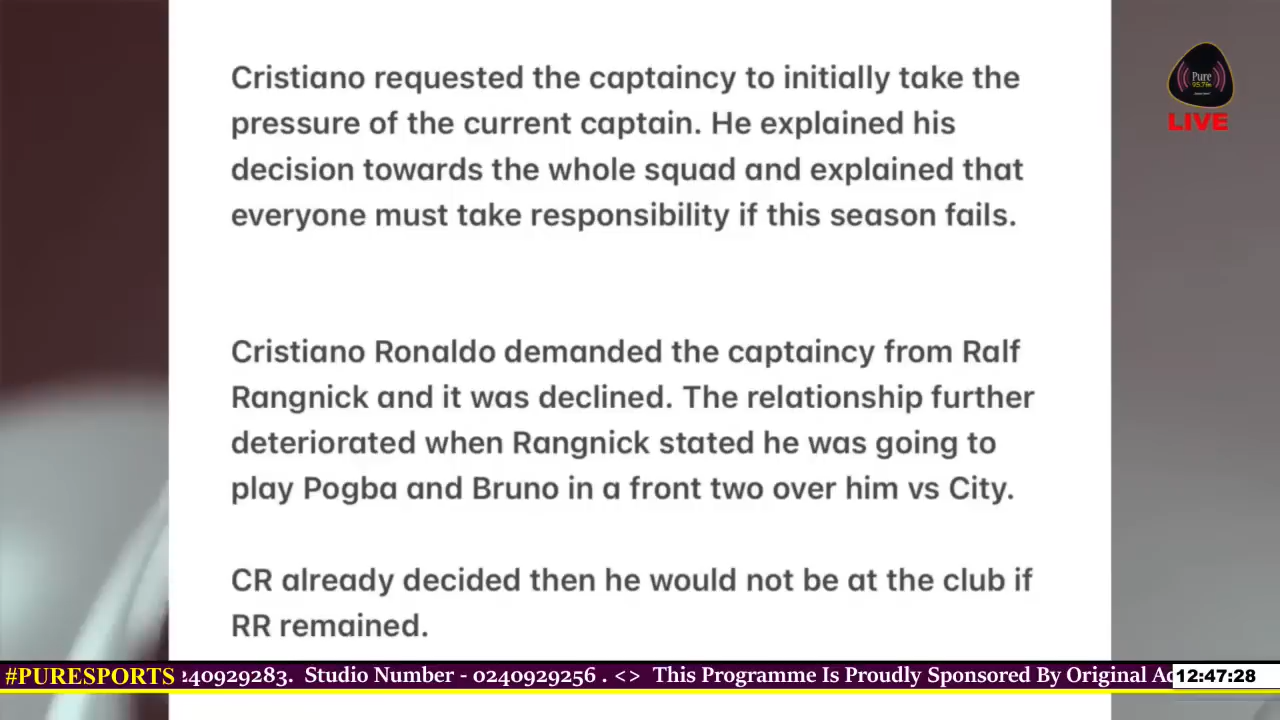 Cristiano requested the captaincy to initially take the
pressure of the current captain. He explained his
decision towards the whole squad and explained that
everyone must take responsibility if this season fails.
Cristiano Ronaldo demanded the captaincy from Ralf
Rangnick and it was declined. The relationship further
deteriorated when Rangnick stated he was going to
play Pogba and Bruno in a front two over him vs City.
CR already decided then he would not be at the club if
RR remained.
Pure
95.7fm
LIVE
#PURESPORTS 240929283. Studio Number - 0240929256 . <> This Programme Is Proudly Sponsored By Original 12:47:28